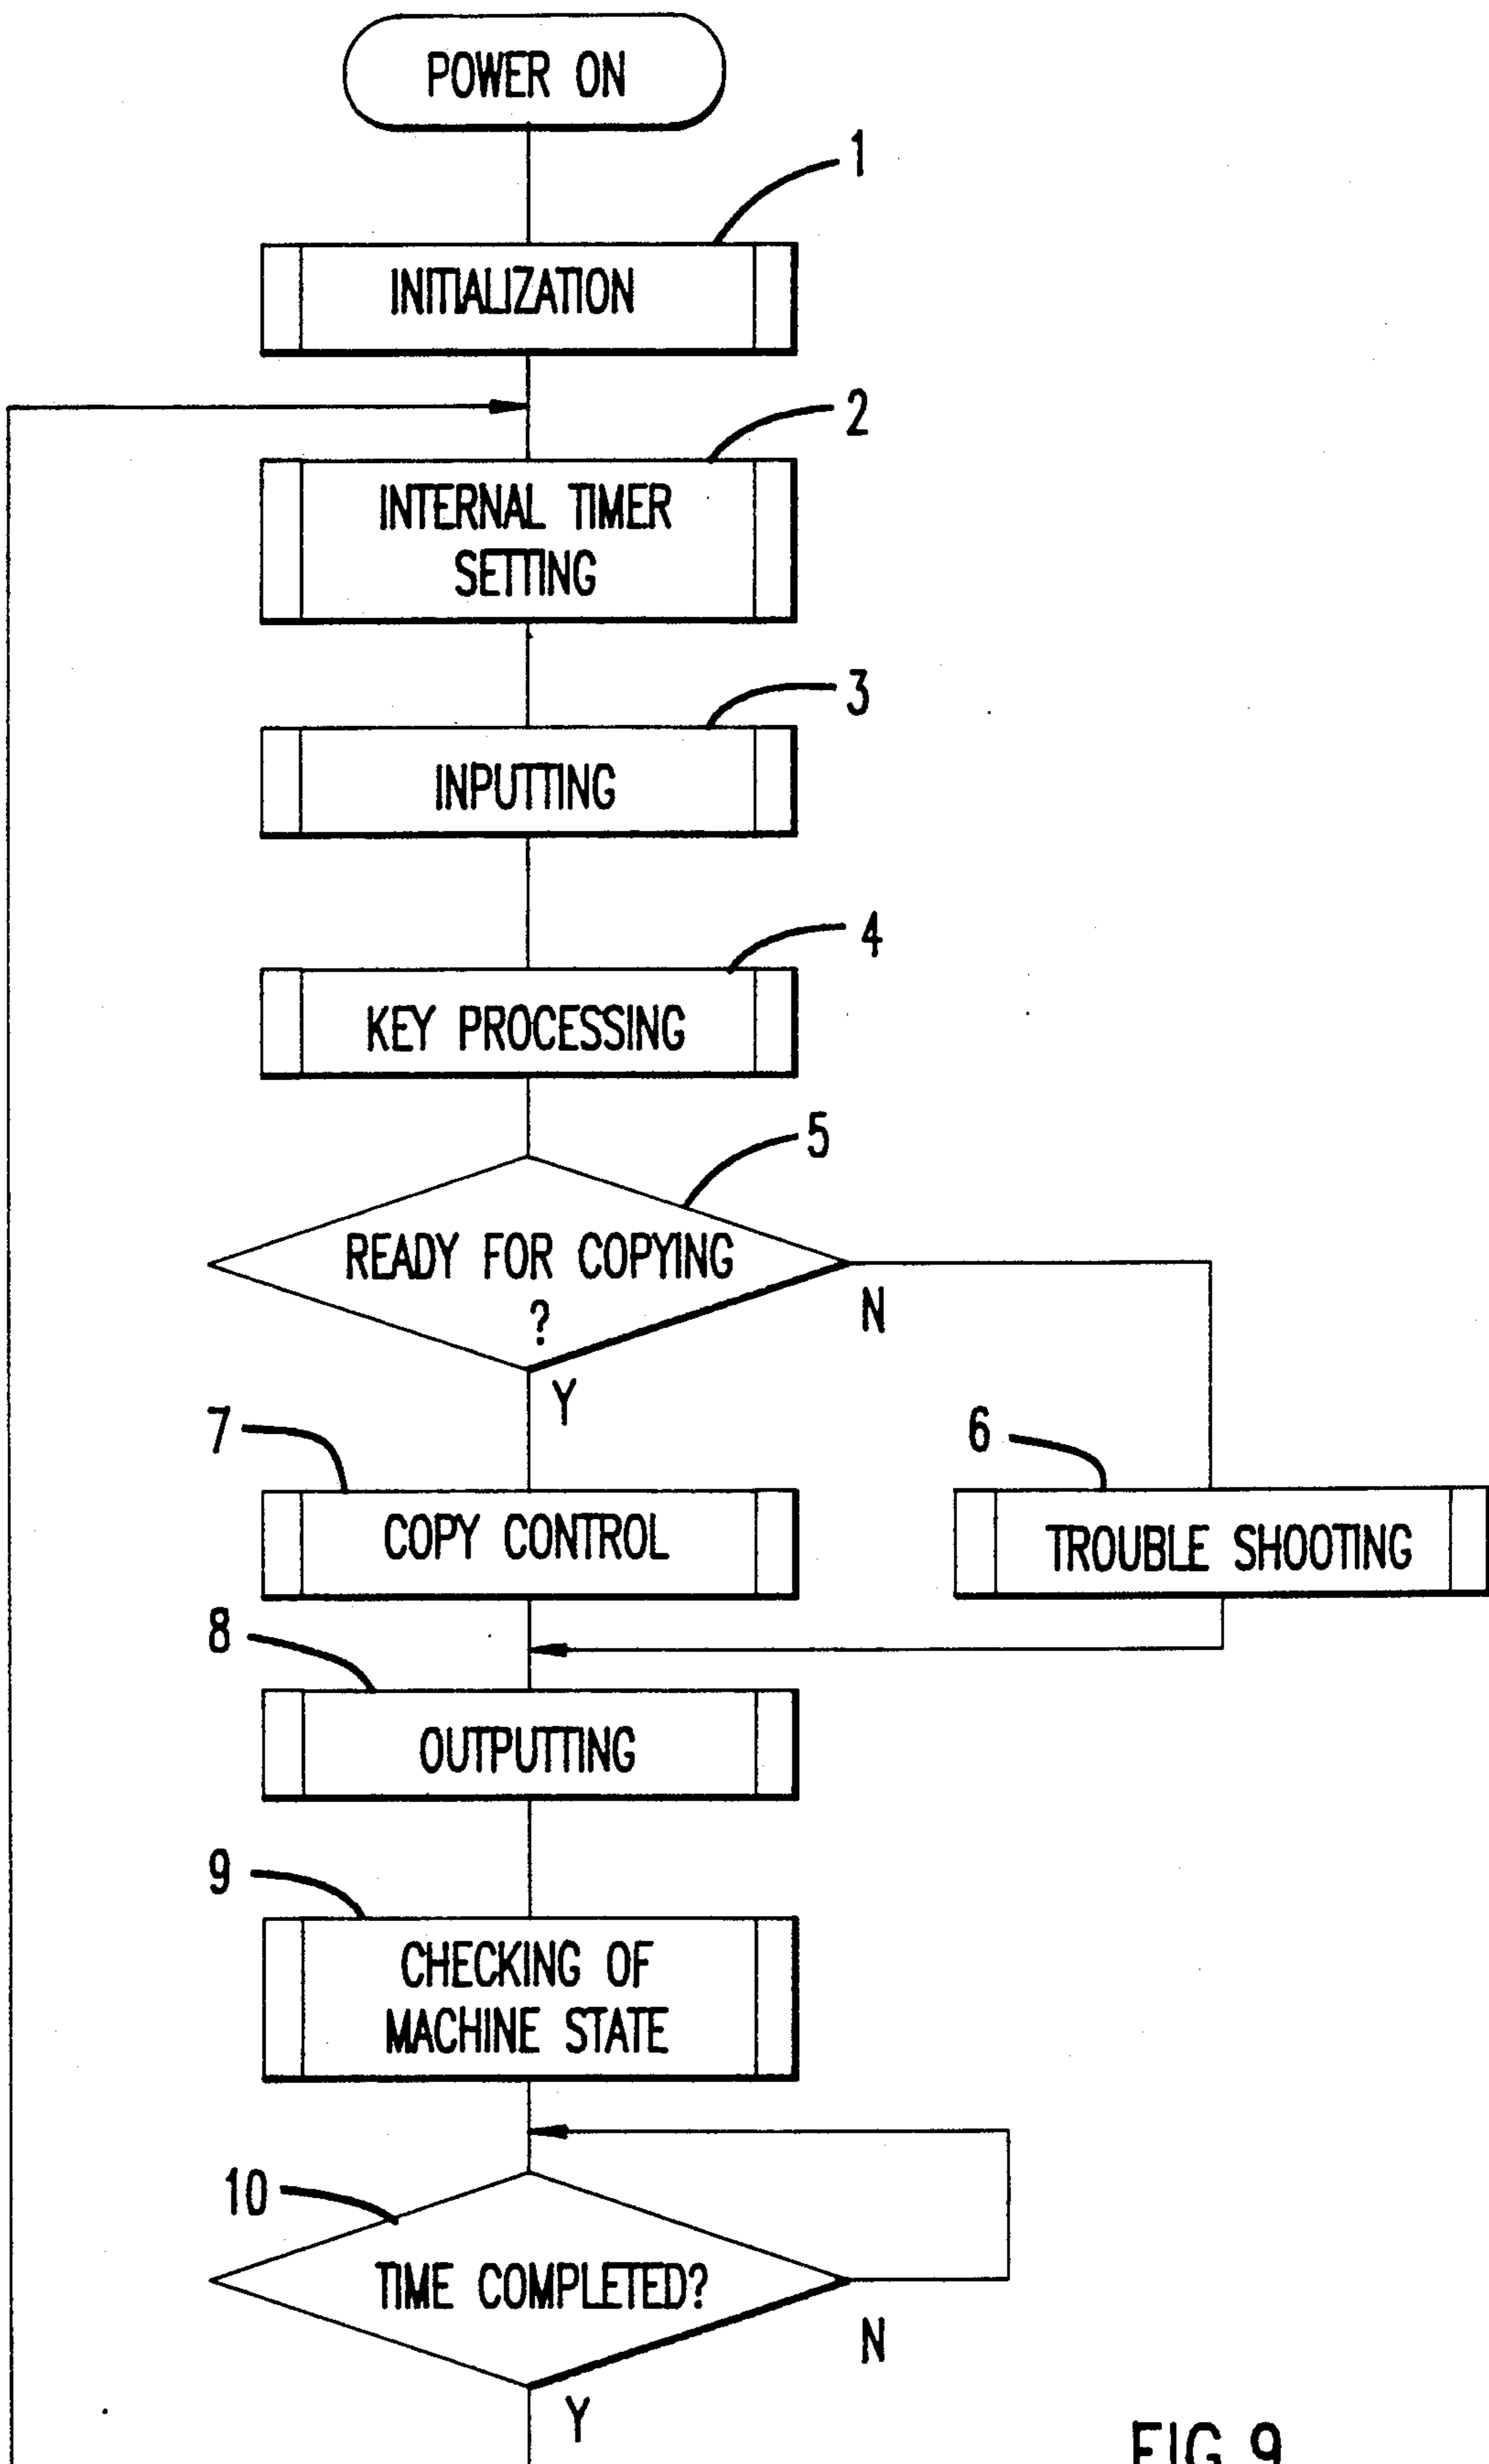 POWER ON
1
INITIALIZATION
2
INTERNAL TIMER
SETTING
3
INPUTTING
4
KEY PROCESSING
5
READY FOR COPYING
?
N
Y
7
COPY CONTROL
6
TROUBLE SHOOTING
8
OUTPUTTING
9
CHECKING OF
MACHINE STATE
10
TIME COMPLETED?
N
Y
FIG. 9